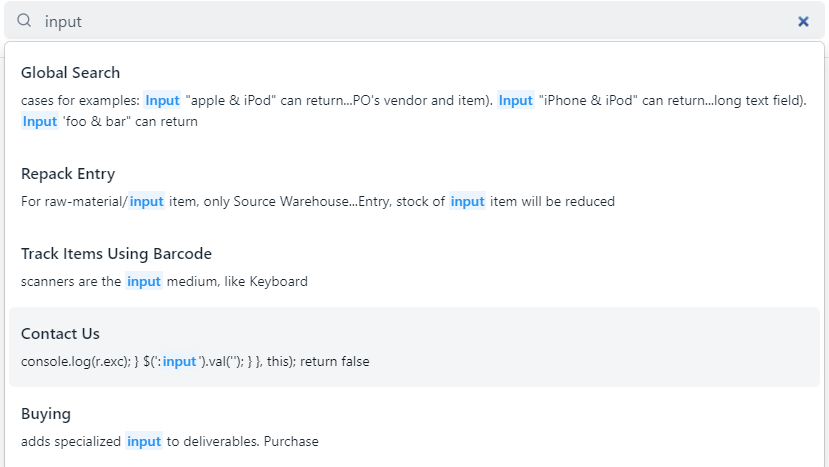 input
Global Search
cases for examples: Input "apple & iPod" can return...PO's vendor and item). Input "iPhone & iPod" can return...long text field).
Input 'foo & bar" can return
Repack Entry
For raw-material/input item, only Source Warehouse...Entry, stock of input item will be reduced
Track Items Using Barcode
scanners are the input medium, like Keyboard
Contact Us
console.log(r.exc); } $(':input').val(''); } }, this); return false
Buying
adds specialized input to deliverables. Purchase